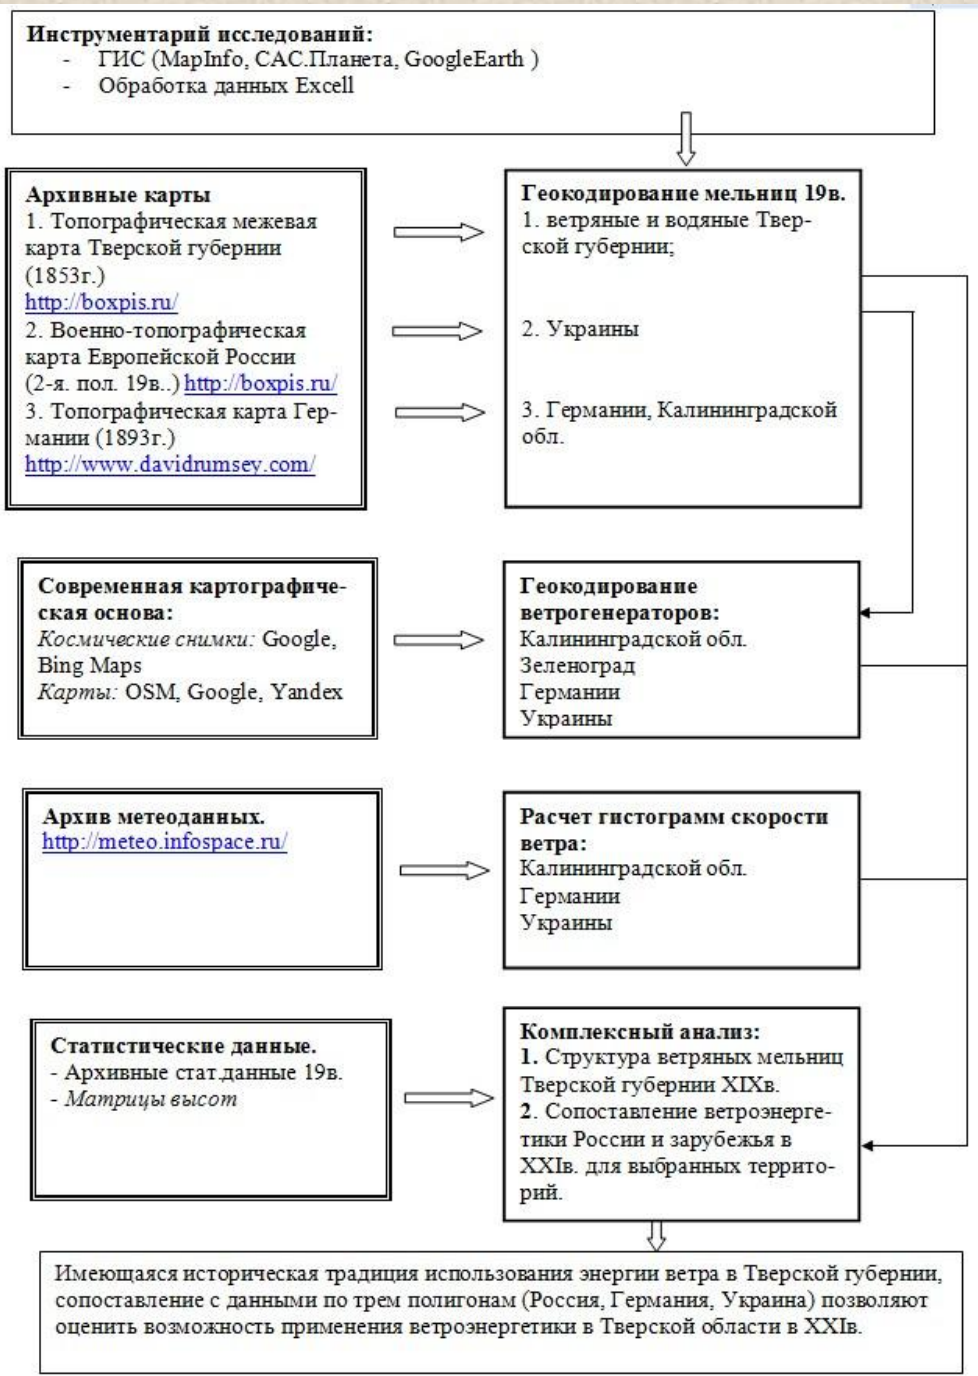 Инструментарий исследований:
- ГИС (MapInfo, САС.Планета, GoogleEarth )
- Обработка данных Excell
Архивные карты
1. Топографическая межевая
карта Тверской губернии
(1853г.)
http://boxpis.ru/
2. Военно-топографическая
карта Европейской России
(2-я. пол. 19в..) http://boxpis.ru/
3. Топографическая карта Гер-
мании (1893г.)
http://www.davidrumsey.com/
Геокодирование мельниц 19в.
1. ветряные и водяные Твер-
ской губернии;
2. Украины
3. Германии, Калининградской
обл.
Современная картографиче-
ская основа:
Космические снимки: Google,
Bing Maps
Карты: OSM, Google, Yandex
Геокодирование
ветрогенераторов:
Калининградской обл.
Зеленоград
Германии
Украины
Архив метеоданных.
http://meteo.infospace.ru/
Расчет гистограмм скорости
ветра:
Калининградской обл.
Германии
Украины
Статистические данные.
- Архивные стат.данные 19в.
- Матрицы высот
Комплексный анализ:
1. Структура ветряных мельниц
Тверской губернии XIXв.
2. Сопоставление ветроэнерге-
тики России и зарубежья в
XXIв. для выбранных террито-
рий.
Имеющаяся историческая традиция использования энергии ветра в Тверской губернии,
сопоставление с данными по трем полигонам (Россия, Германия, Украина) позволяют
оценить возможность применения ветроэнергетики в Тверской области в XXIв.